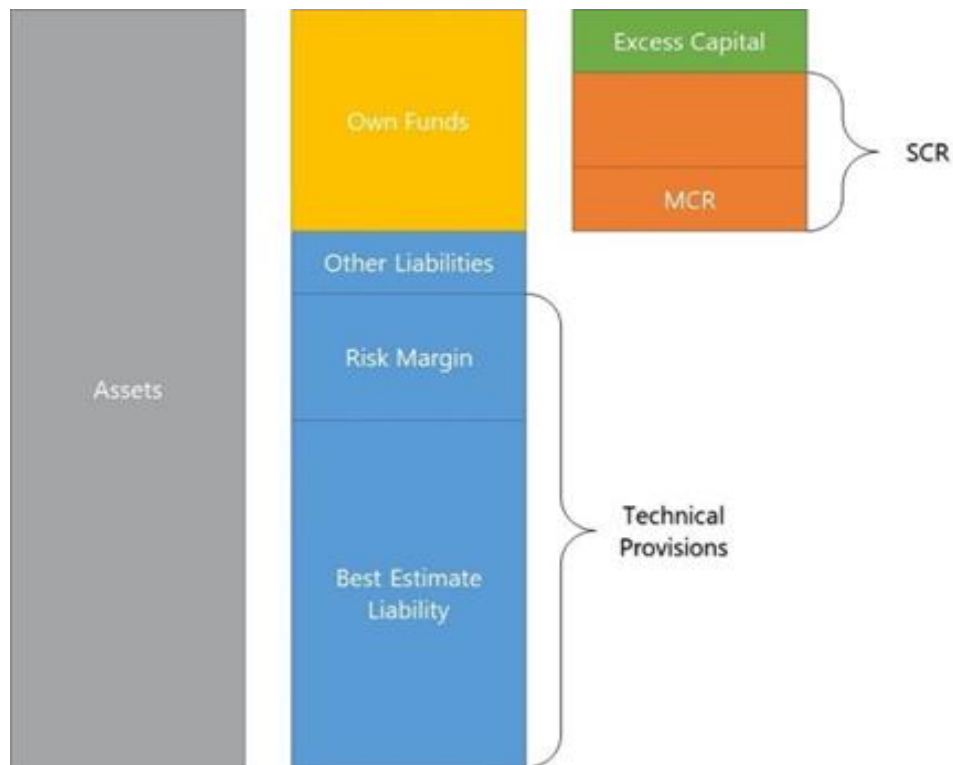 Excess Capital
Own Funds
SCR
MCR
Other Liabilities
Risk Margin
Assets
Technical
Provisions
Best Estimate
Liability